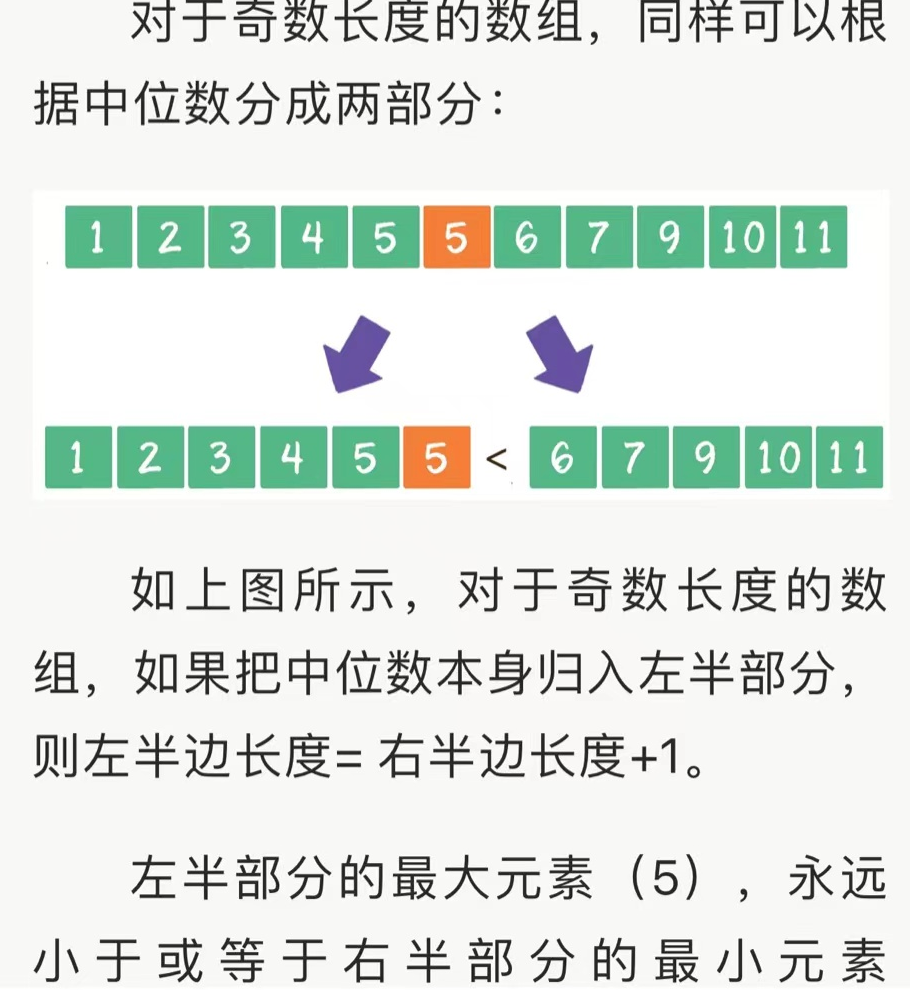 对于奇数长度的数组，同样可以根
据中位数分成两部分：
1 2 3 4 5 5 6 7 9 10 11
1 2 3 4 5 5 < 6 7 9 10 11
如上图所示，对于奇数长度的数
组，如果把中位数本身归入左半部分，
则左半边长度= 右半边长度+1。
左半部分的最大元素（5），永远
小于或等于右半部分的最小元素